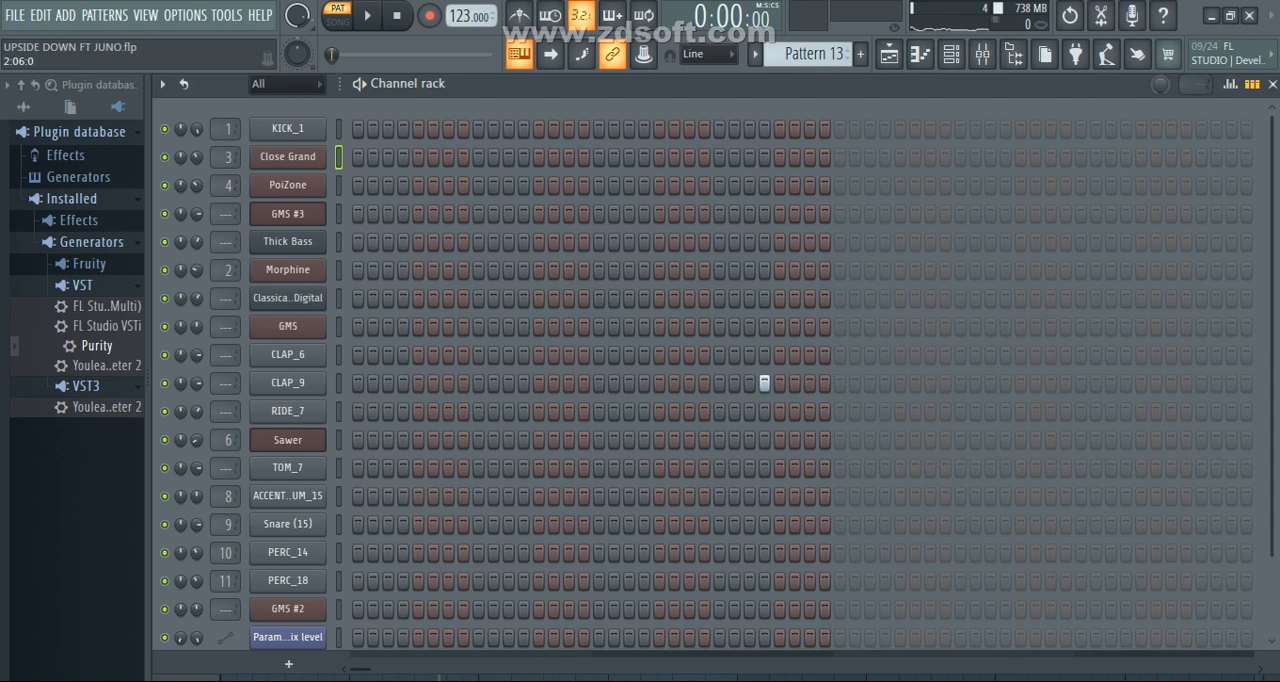 FILE EDIT ADD PATTERNS VIEW OPTIONS TOOLS HELP
PAT
SONG
123.000
3.2
0:00:00
M:S:CS
4
738 MB
0
www.zdsoft.com
UPSIDE DOWN FT JUNO.flp
2:06:0
Line
Pattern 13
+
09/24 FL
STUDIO | Devel..
Plugin databas..
All
Channel rack
Plugin database
Effects
Generators
Installed
Effects
Generators
Fruity
VST
FL Stu..Multi)
FL Studio VSTi
Purity
Youlea..eter 2
VST3
Youlea..eter 2
1 KICK_1
3 Close Grand
4 PoiZone
--- GMS #3
--- Thick Bass
2 Morphine
--- Classica..Digital
--- GMS
--- CLAP_6
--- CLAP_9
--- RIDE_7
6 Sawer
--- TOM_7
8 ACCENT..UM_15
9 Snare (15)
10 PERC_14
11 PERC_18
--- GMS #2
Param...ix level
+